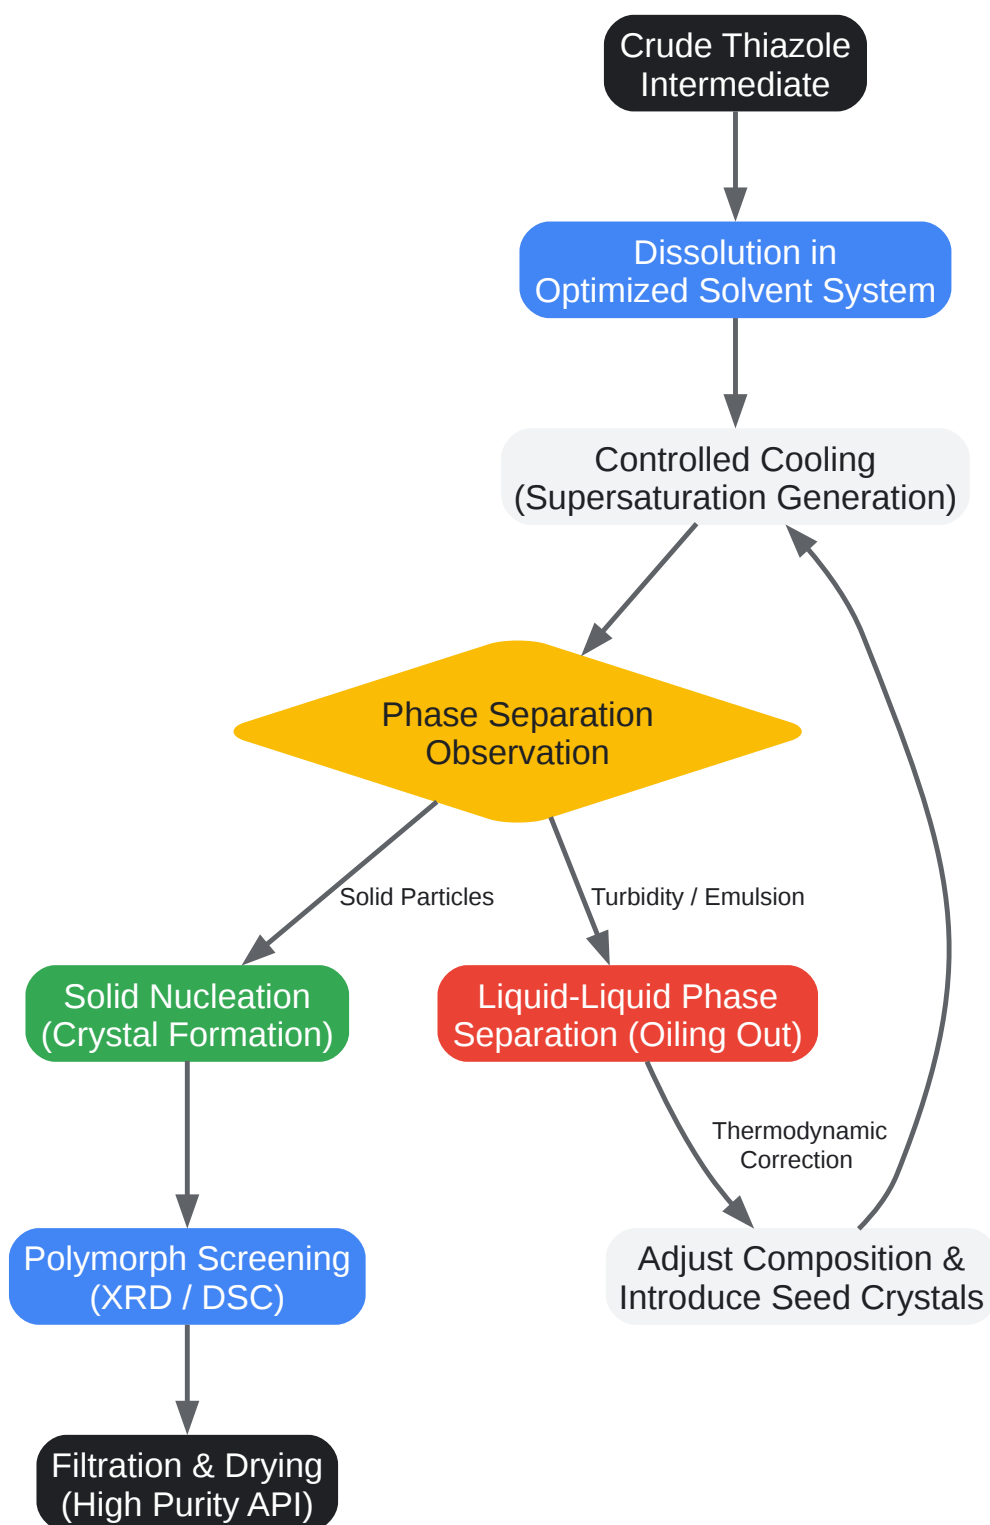 Crude Thiazole
Intermediate
Dissolution in
Optimized Solvent System
Controlled Cooling
(Supersaturation Generation)
Phase Separation
Observation
Solid Particles
Turbidity / Emulsion
Solid Nucleation
(Crystal Formation)
Liquid-Liquid Phase
Separation (Oiling Out)
Thermodynamic
Correction
Polymorph Screening
(XRD / DSC)
Adjust Composition &
Introduce Seed Crystals
Filtration & Drying
(High Purity API)